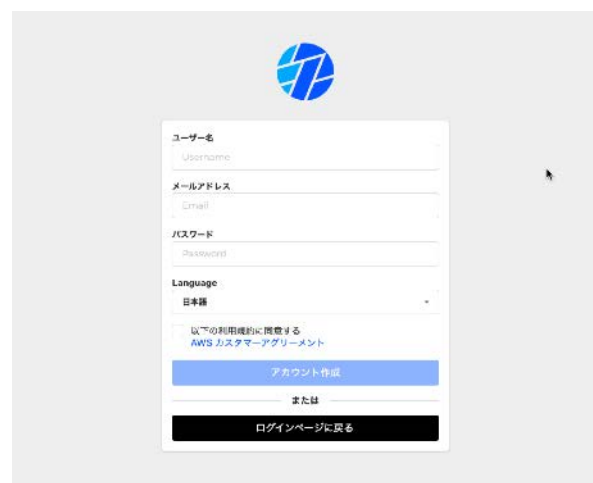 ユーザー名
Username
メールアドレス
Email
パスワード
Password
Language
日本語
以下の利用規約に同意する
AWS カスタマーアグリーメント
アカウント作成
または
ログインページに戻る